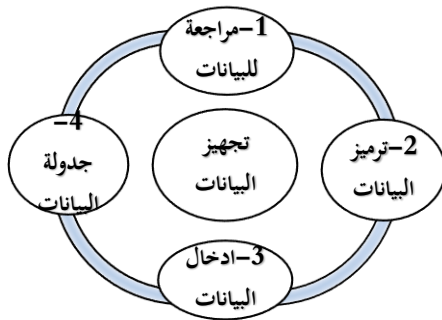 1-مراجعة
للبيانات
2-ترميز
البيانات
3-ادخال
البيانات
4-
جدولة
البيانات
تجهيز
البيانات